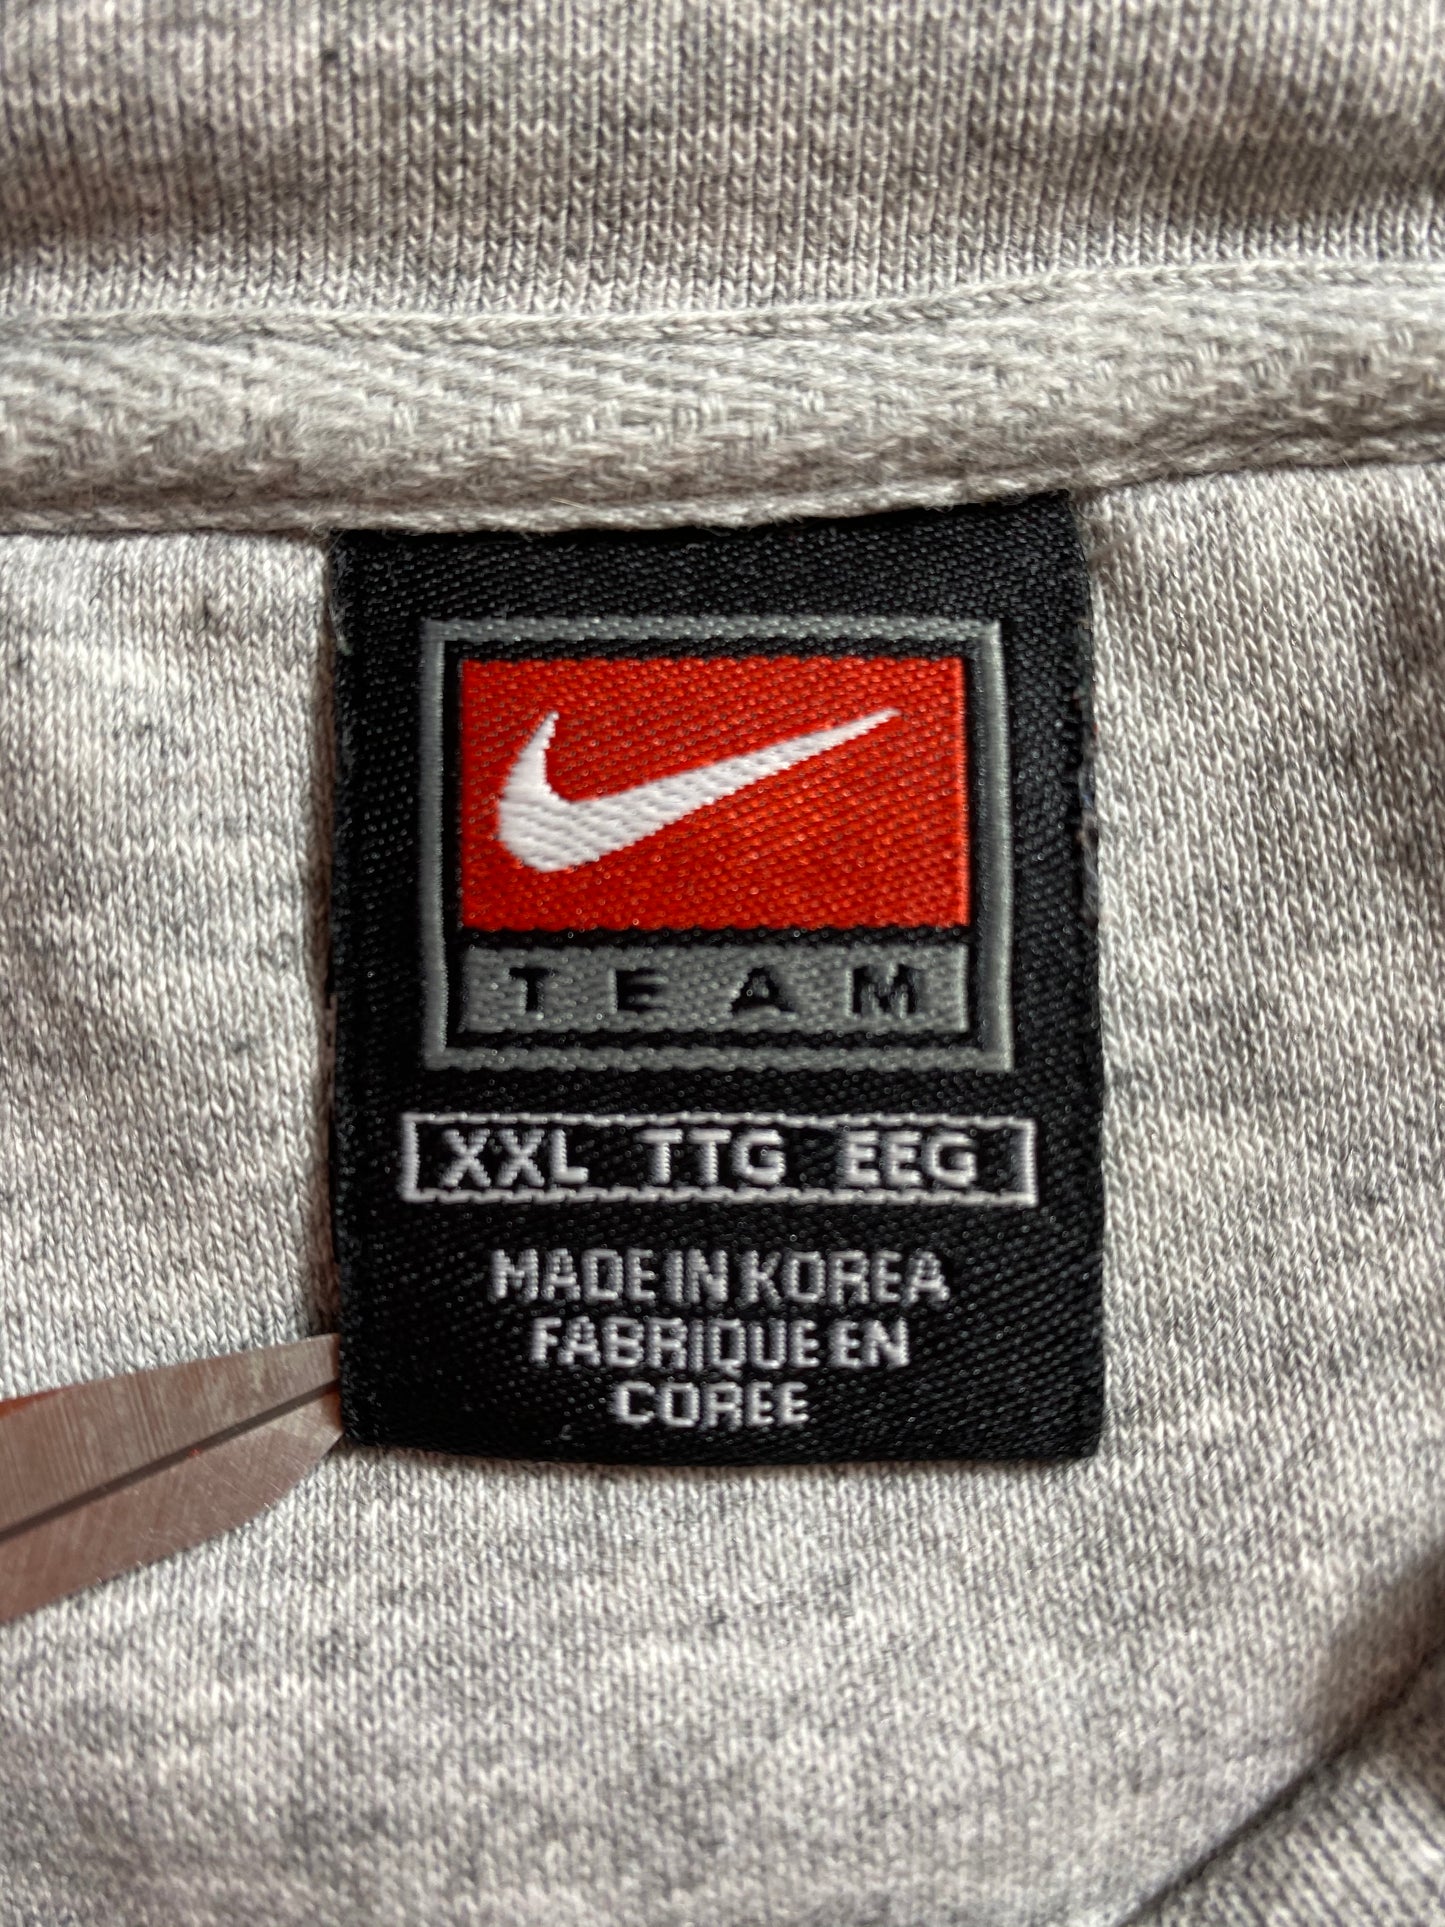 TEAM
XXL TTG EEG
MADE IN KOREA
FABRIQUE EN
COREE